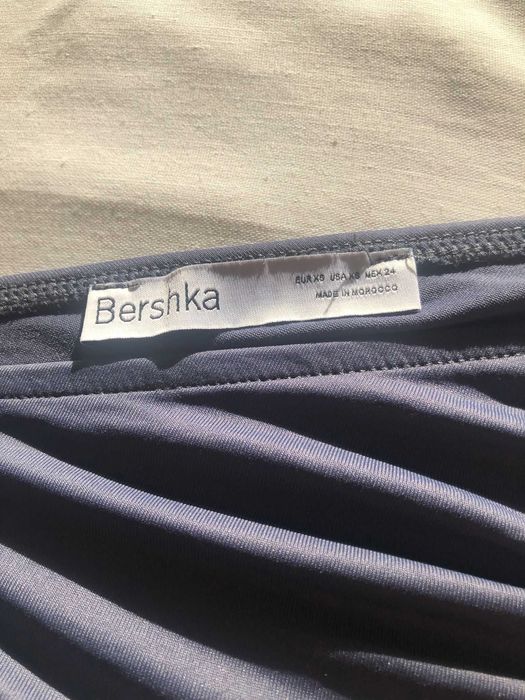 Bershka
EUR XS USA XS MEX 24
MADE IN MOROCCO